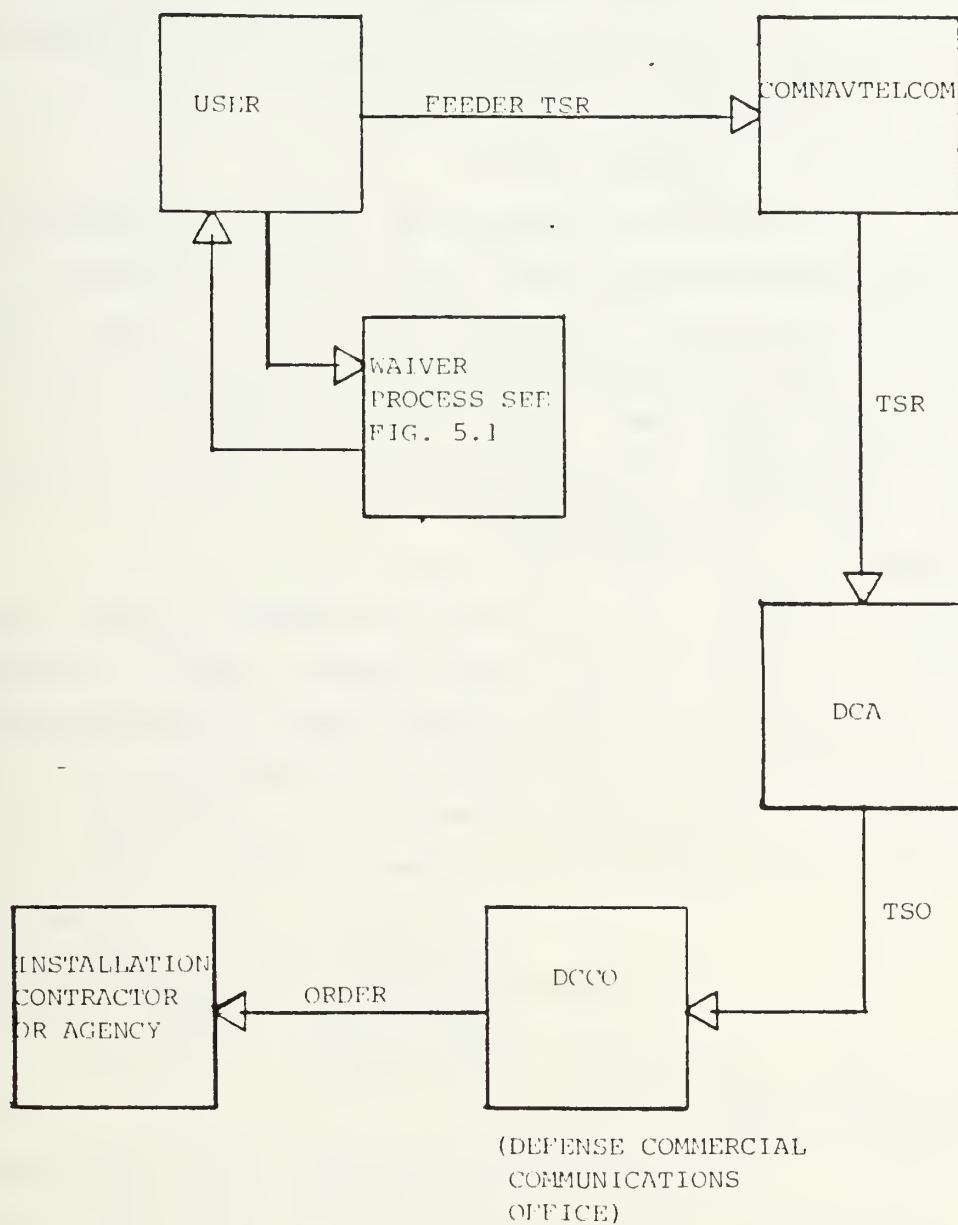 USER
FEEDER TSR
COMNAVTELCOM
WAIVER
PROCESS SEE
FIG. 5.1
TSR
DCA
TSO
DCCO
ORDER
INSTALLATION
CONTRACTOR
OR AGENCY
(DEFENSE COMMERCIAL
COMMUNICATIONS
OFFICE)